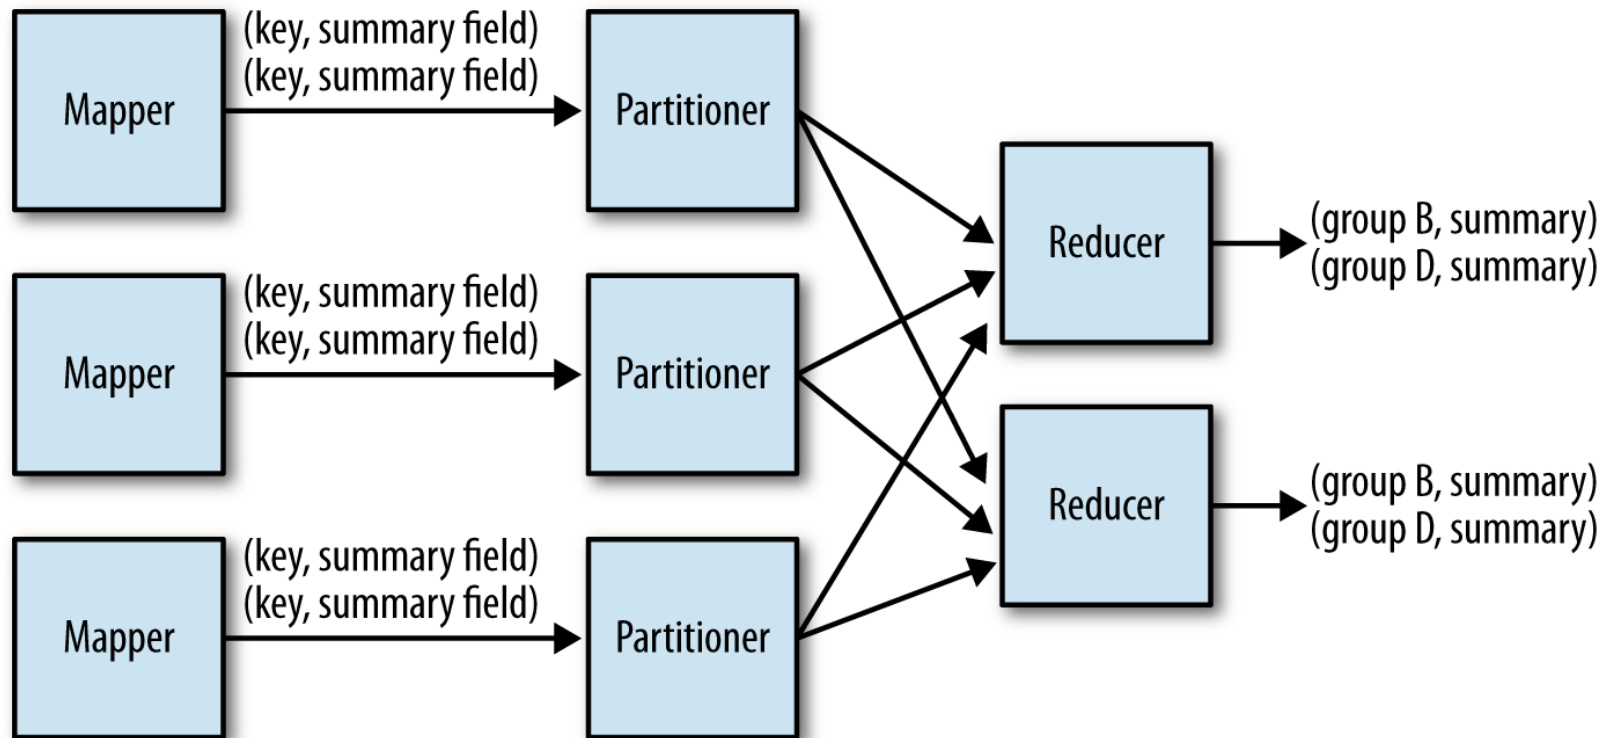 Mapper
(key, summary field)
(key, summary field)
Partitioner
Mapper
(key, summary field)
(key, summary field)
Partitioner
Mapper
(key, summary field)
(key, summary field)
Partitioner
Reducer
(group B, summary)
(group D, summary)
Reducer
(group B, summary)
(group D, summary)